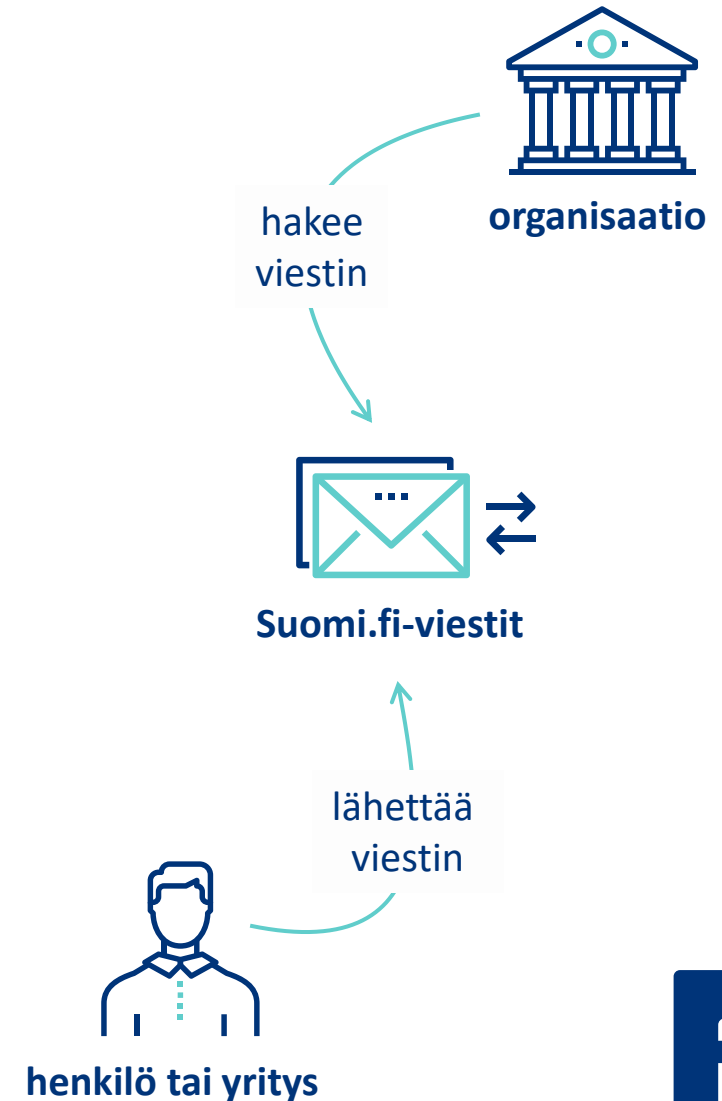 organisaatio
hakee
viestin
Suomi.fi-viestit
lähettää
viestin
henkilö tai yritys